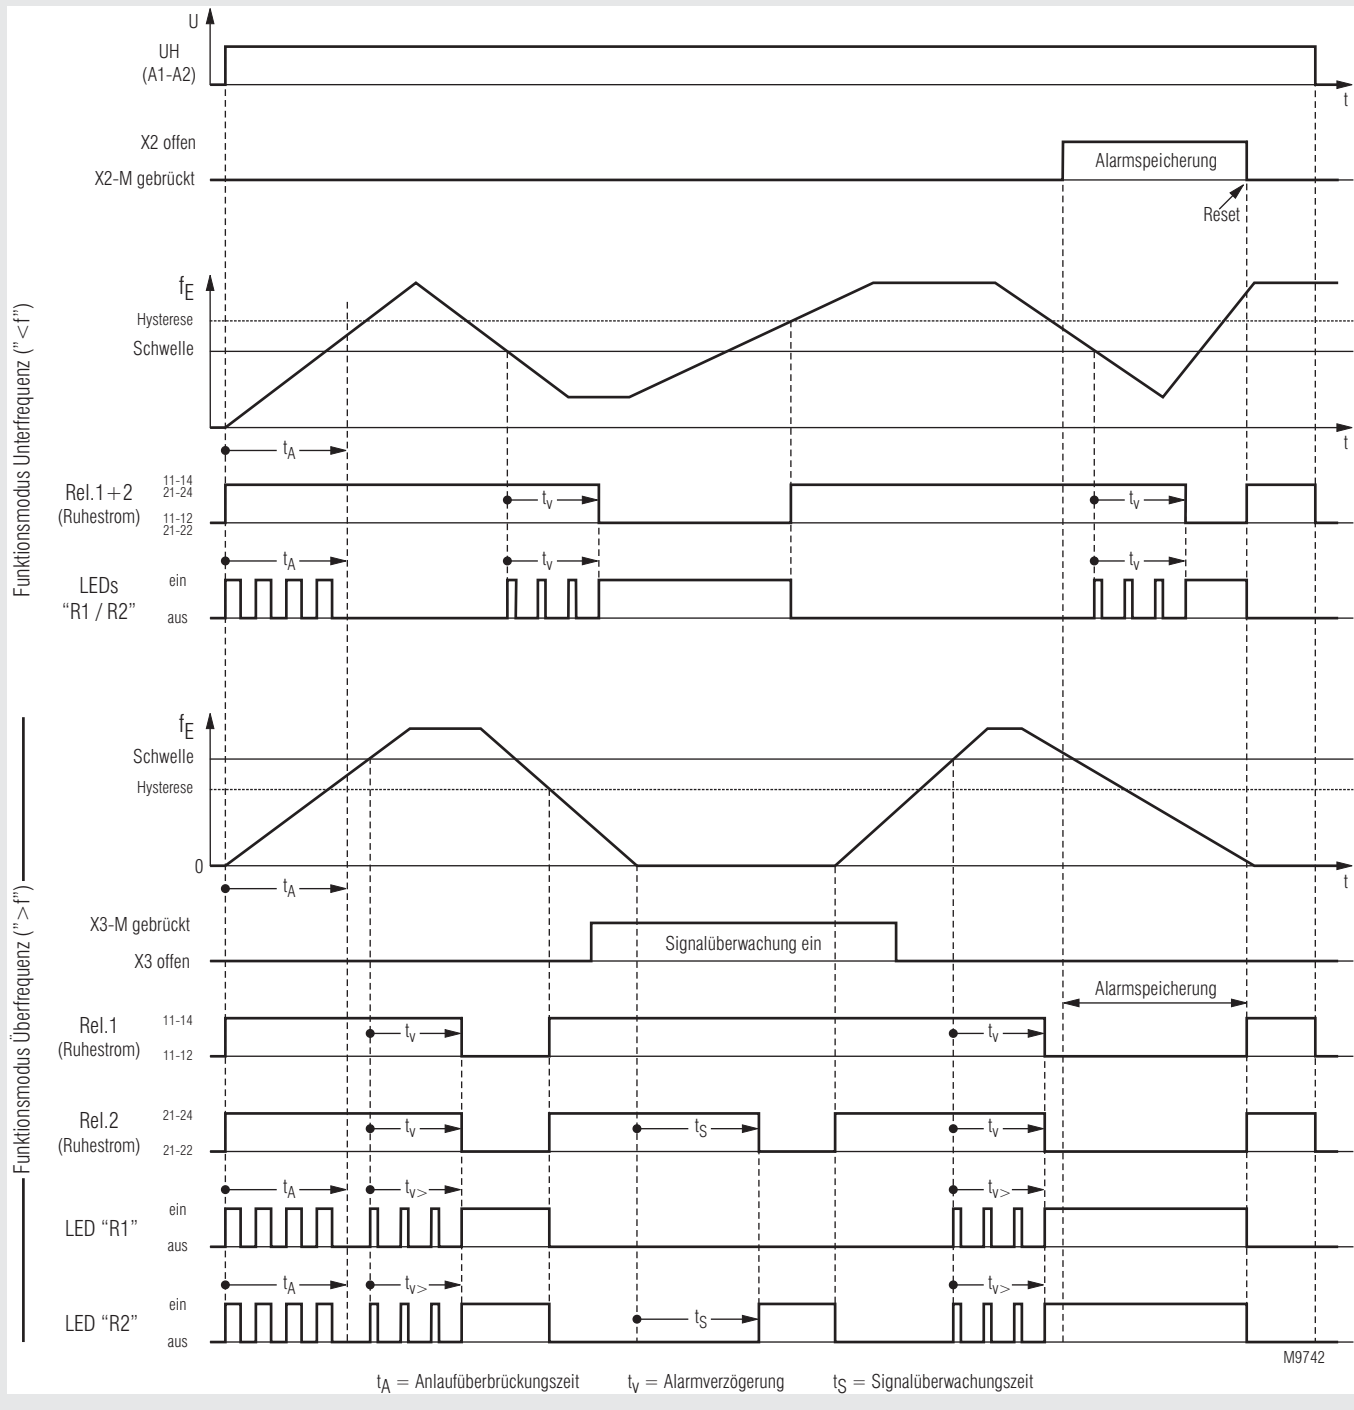 U
UH
(A1-A2)
t
X2 offen
Alarmspeicherung
X2-M gebrückt
Reset
Funktionsmodus Unterfrequenz ("<f")
fE
Hysterese
Schwelle
t
tA
Rel.1+2
(Ruhestrom)
11-14
21-24
11-12
21-22
tv
tv
tA
tv
tv
LEDs
"R1 / R2"
ein
aus
Funktionsmodus Überfrequenz (">f")
fE
Schwelle
Hysterese
0
t
tA
X3-M gebrückt
Signalüberwachung ein
X3 offen
Alarmspeicherung
Rel.1
(Ruhestrom)
11-14
11-12
tv
tv
Rel.2
(Ruhestrom)
21-24
21-22
tv
tS
tv
tA
tv>
tv>
LED "R1"
ein
aus
tA
tv>
tv>
LED "R2"
ein
aus
tS
M9742
tA = Anlaufüberbrückungszeit tv = Alarmverzögerung tS = Signalüberwachungszeit